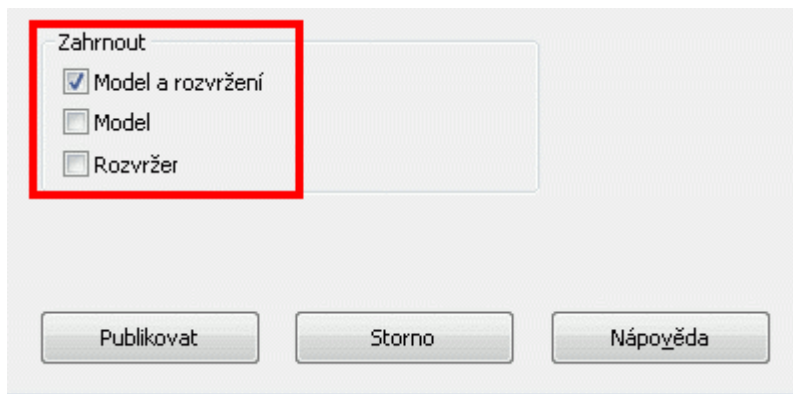 Zahrnout
Model a rozvržení
Model
Rozvržer
Publikovat Storno Nápověda